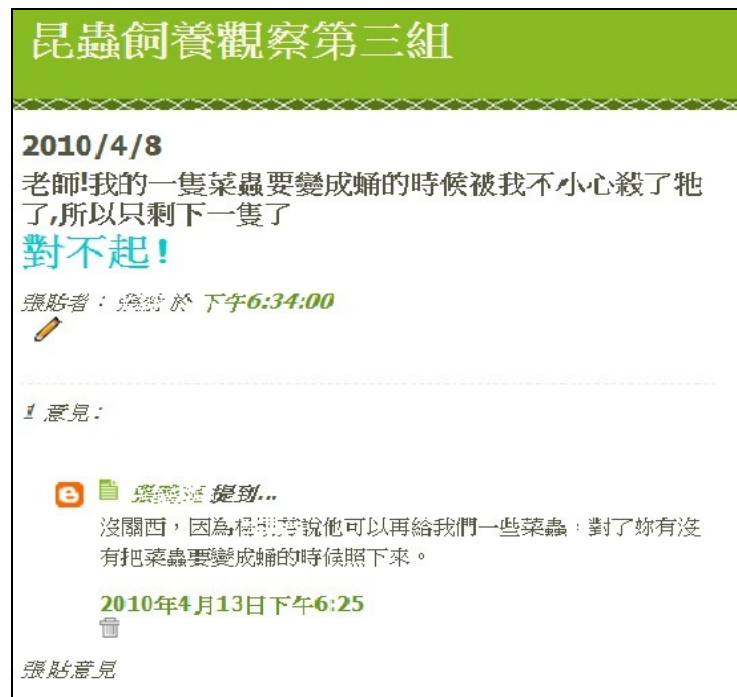 昆蟲飼養觀察第三組
2010/4/8
老師!我的一隻菜蟲要變成蛹的時候被我不小心殺了牠
了,所以只剩下一隻了
對不起!
張貼者: 於 下午6:34:00
1 意見:
提到...
沒關西,因為 說他可以再給我們一些菜蟲,對了妳有沒
有把菜蟲要變成蛹的時候照下來。
2010年4月13日下午6:25
張貼意見